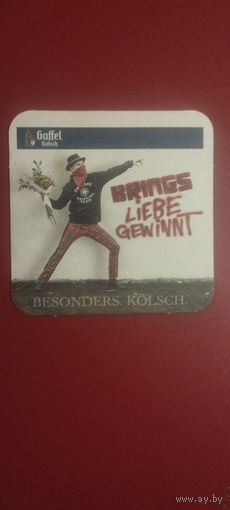 Gaffel
Kölsch
BRINGS
LIEBE
GEWINNT
BESONDERS. KÖLSCH.
www.ay.by